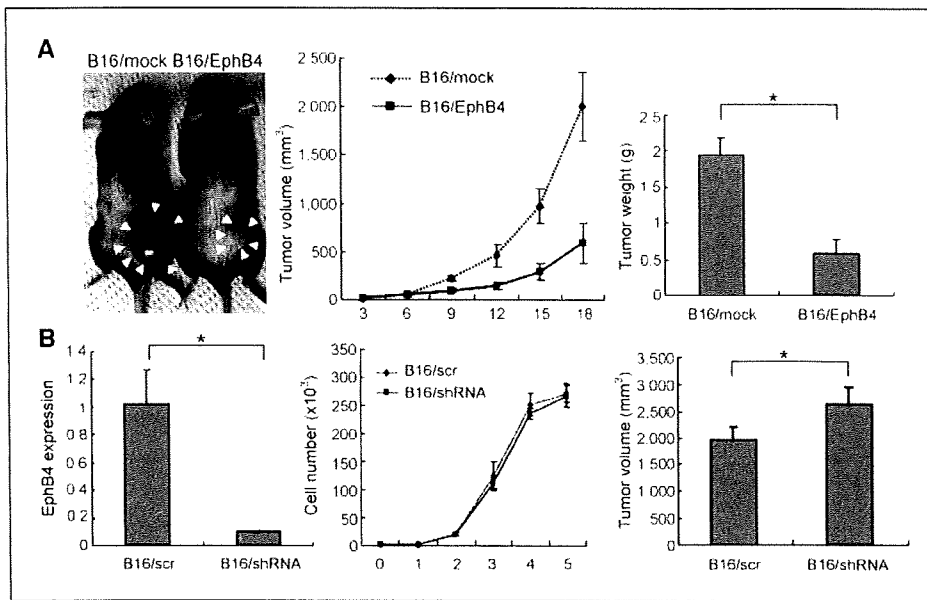 A
B16/mock B16/EphB4
Tumor volume (mm³)
2 000
1.500
1,000
500
0
3 6 9 12 15 18
B16/mock
B16/EphB4
Tumor weight (g)
2 5
2
1 5
1
0.5
0
*
B16/mock B16/EphB4
B
EphB4 expression
1 4
1 2
1
0 8
0 6
0 4
0 2
0
*
B16/scr B16/shRNA
Cell number (x10³)
350
300
250
200
150
100
50
0
0 1 2 3 4 5
B16/scr
B16/shRNA
Tumor volume (mm³)
3 500
3 000
2 500
2.000
1 500
1 000
500
0
*
B16/scr B16/shRNA